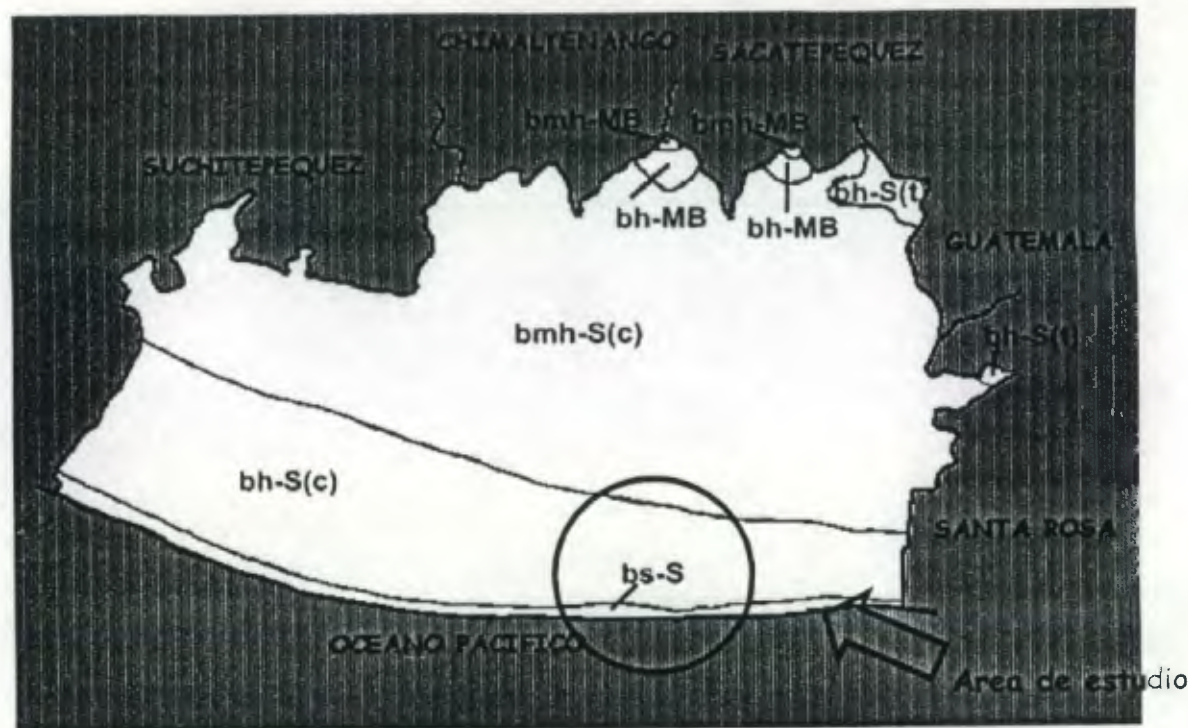 CHIMALTENANGO
SACATEPEQUEZ
bmh-MB
bmh-MB
SUCHITEPEQUEZ
bh-S(t
bh-MB
bh-MB
GUATEMALA
bmh-S(c)
bh-S(t)
bh-S(c)
SANTA ROSA
bs-S
OCEANO PACIFICO
Area de estudio